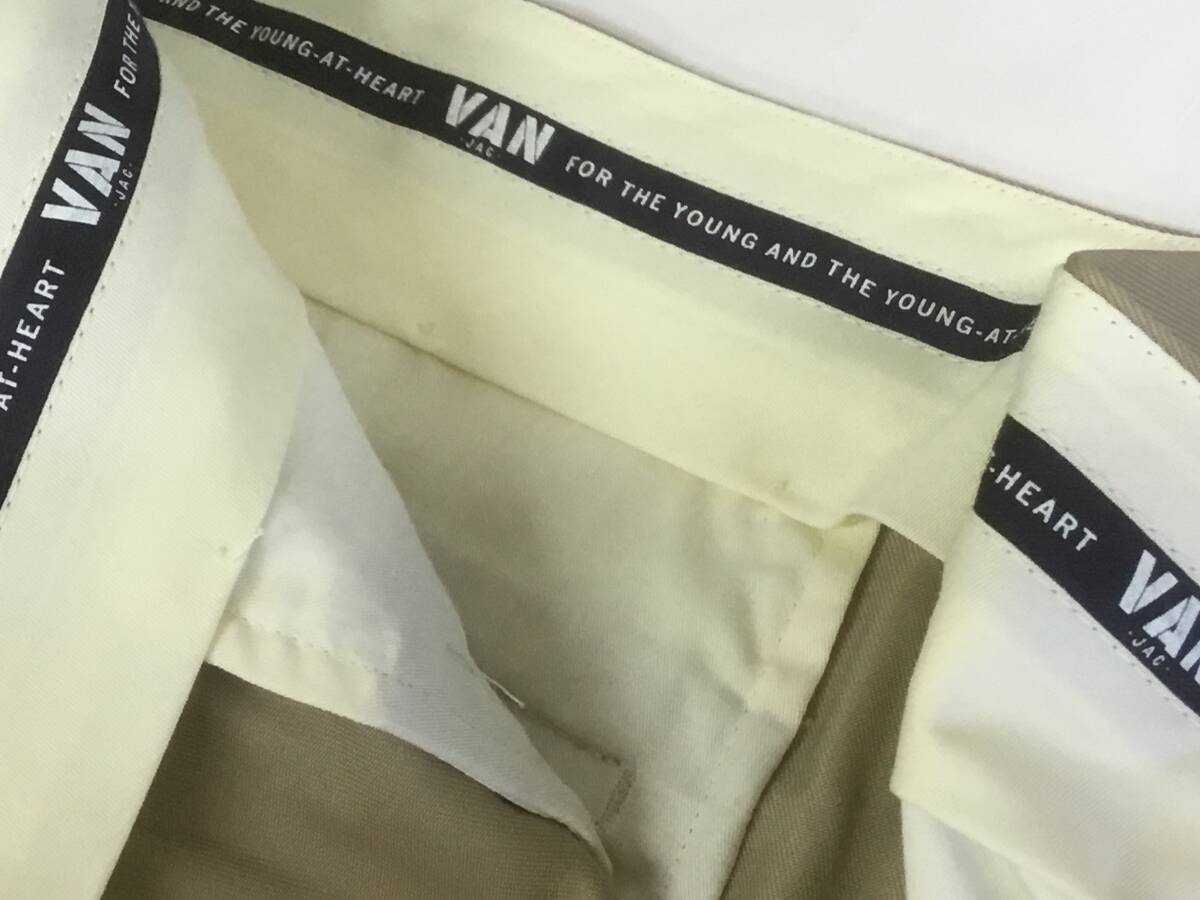 AND THE YOUNG-AT-HEART VAN FOR THE YOUNG AND THE YOUNG-AT-
·JAC·
AT-HEART VAN FOR THE
·JAC·
-HEART VAN
·JAC·